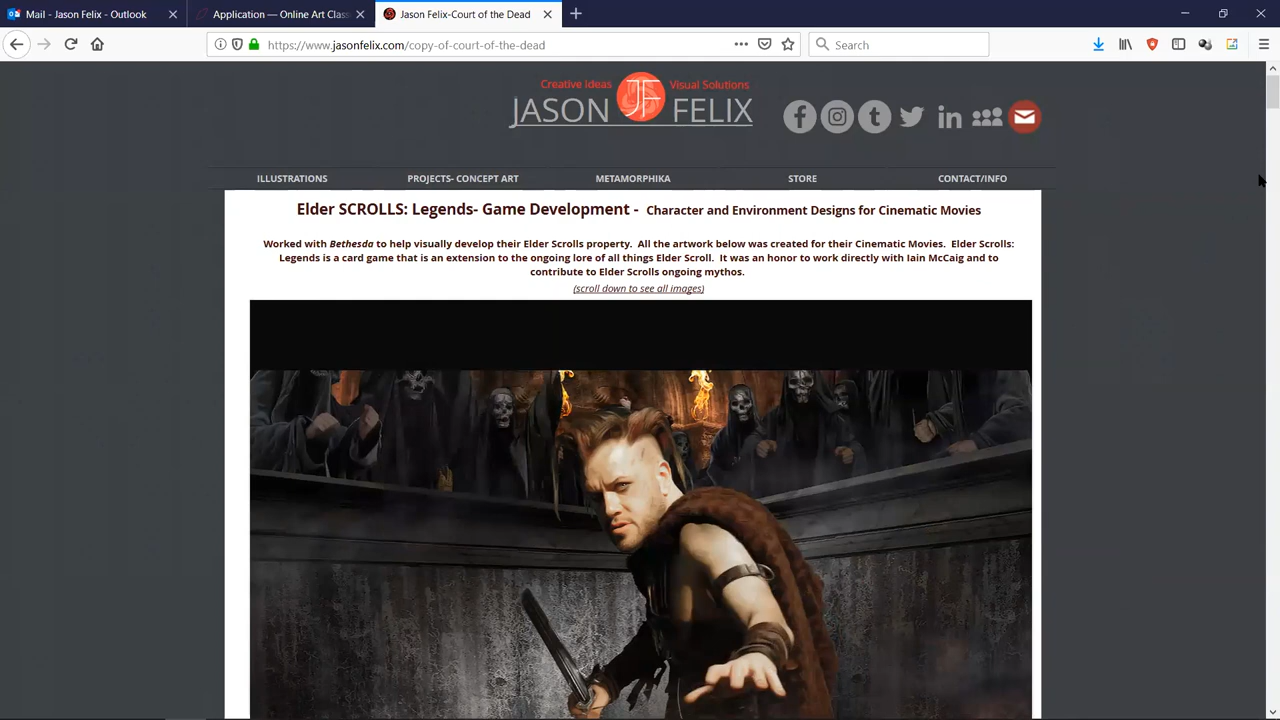 Mail - Jason Felix - Outlook
Application — Online Art Class
Jason Felix-Court of the Dead
https://www.jasonfelix.com/copy-of-court-of-the-dead
Search
Creative ideas Visual Solutions
JASON JF FELIX
ILLUSTRATIONS PROJECTS- CONCEPT ART METAMORPHIKA STORE CONTACT/INFO
Elder SCROLLS: Legends- Game Development - Character and Environment Designs for Cinematic Movies
Worked with Bethesda to help visually develop their Elder Scrolls property. All the artwork below was created for their Cinematic Movies. Elder Scrolls:
Legends is a card game that is an extension to the ongoing lore of all things Elder Scroll. It was an honor to work directly with Iain McCaig and to
contribute to Elder Scrolls ongoing mythos.
(scroll down to see all images)